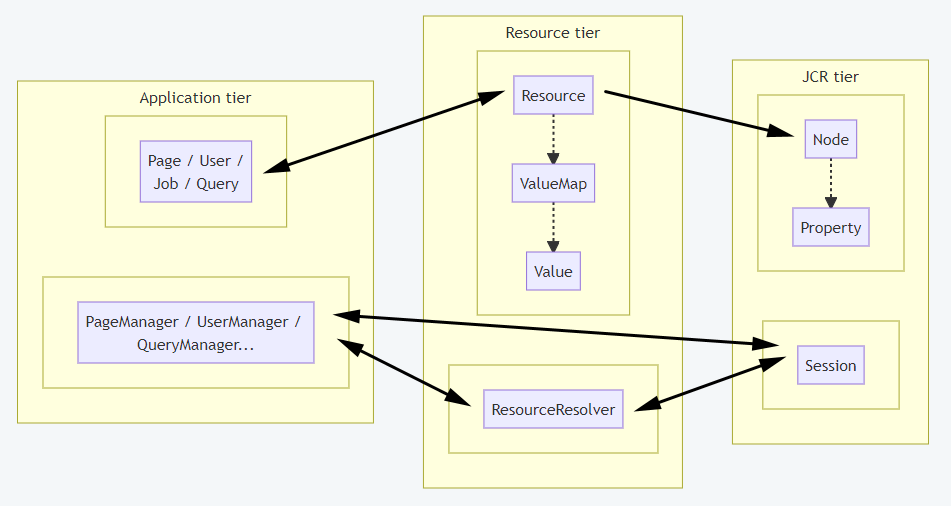 Application tier
Page / User /
Job / Query
PageManager / UserManager /
QueryManager...
Resource tier
Resource
ValueMap
Value
ResourceResolver
JCR tier
Node
Property
Session